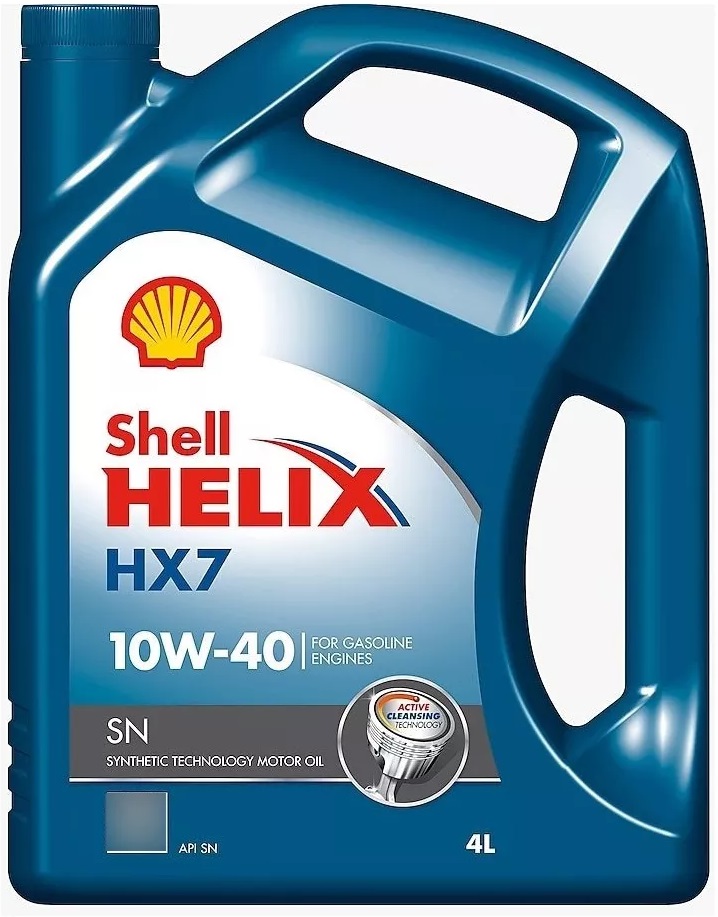 Shell
HELIX
HX7
10W-40
FOR GASOLINE
ENGINES
ACTIVE
CLEANSING
TECHNOLOGY
SN
SYNTHETIC TECHNOLOGY MOTOR OIL
API SN
4L